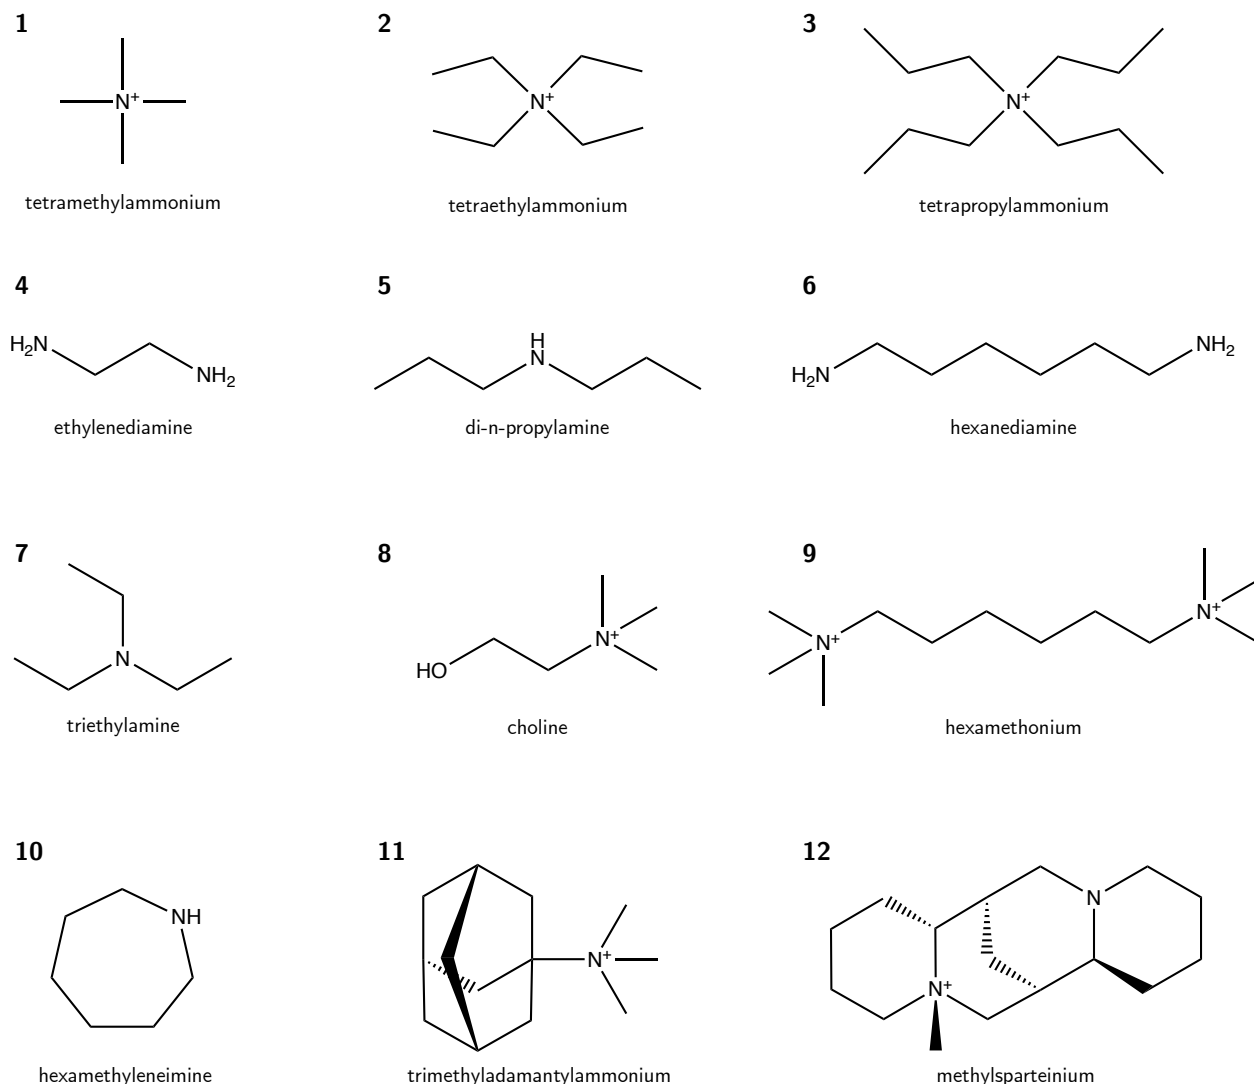 1 2 3
N+ N+ N+
tetramethylammonium tetraethylammonium tetrapropylammonium
4 5 6
H2N NH2 H N H2N NH2
ethylenediamine di-n-propylamine hexanediamine
7 8 9
N HO N+ N+ N+
triethylamine choline hexamethonium
10 11 12
NH N+ N N+
hexamethyleneimine trimethyladamantylammonium methylsparteinium